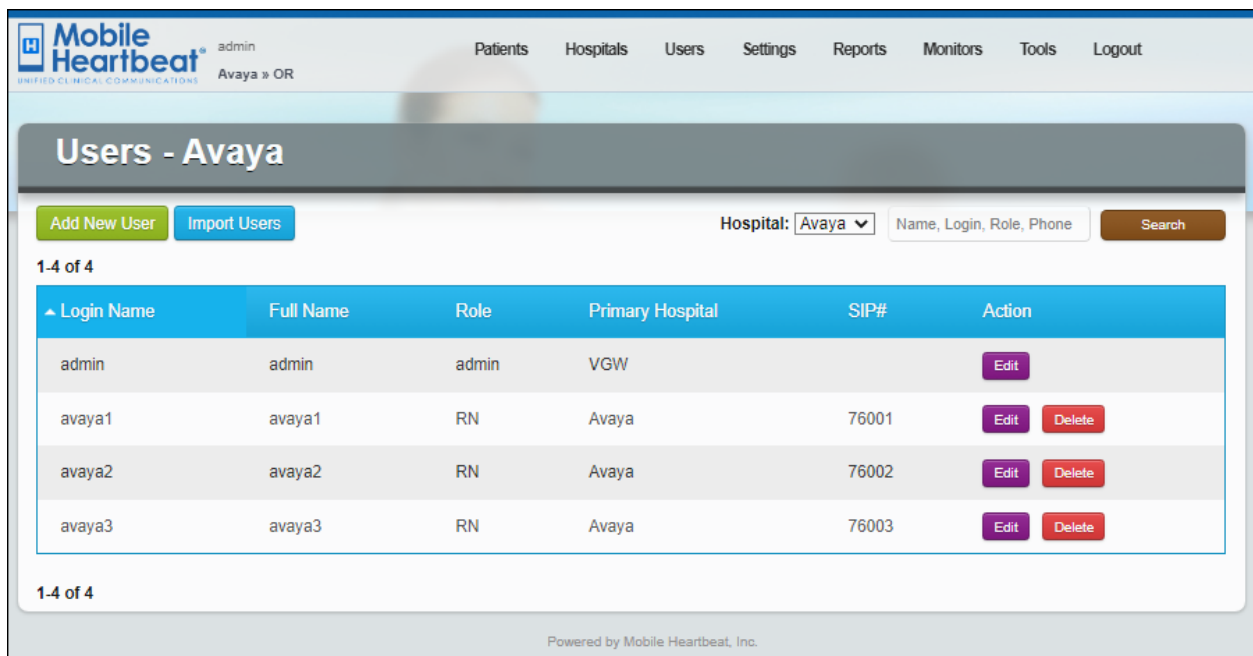 Mobile
Heartbeat®
UNIFIED CLINICAL COMMUNICATIONS
admin
Avaya » OR
Patients Hospitals Users Settings Reports Monitors Tools Logout
Users - Avaya
Add New User Import Users Hospital: Avaya Name, Login, Role, Phone Search
1-4 of 4
Login Name Full Name Role Primary Hospital SIP# Action
admin admin admin VGW Edit
avaya1 avaya1 RN Avaya 76001 Edit Delete
avaya2 avaya2 RN Avaya 76002 Edit Delete
avaya3 avaya3 RN Avaya 76003 Edit Delete
1-4 of 4
Powered by Mobile Heartbeat, Inc.